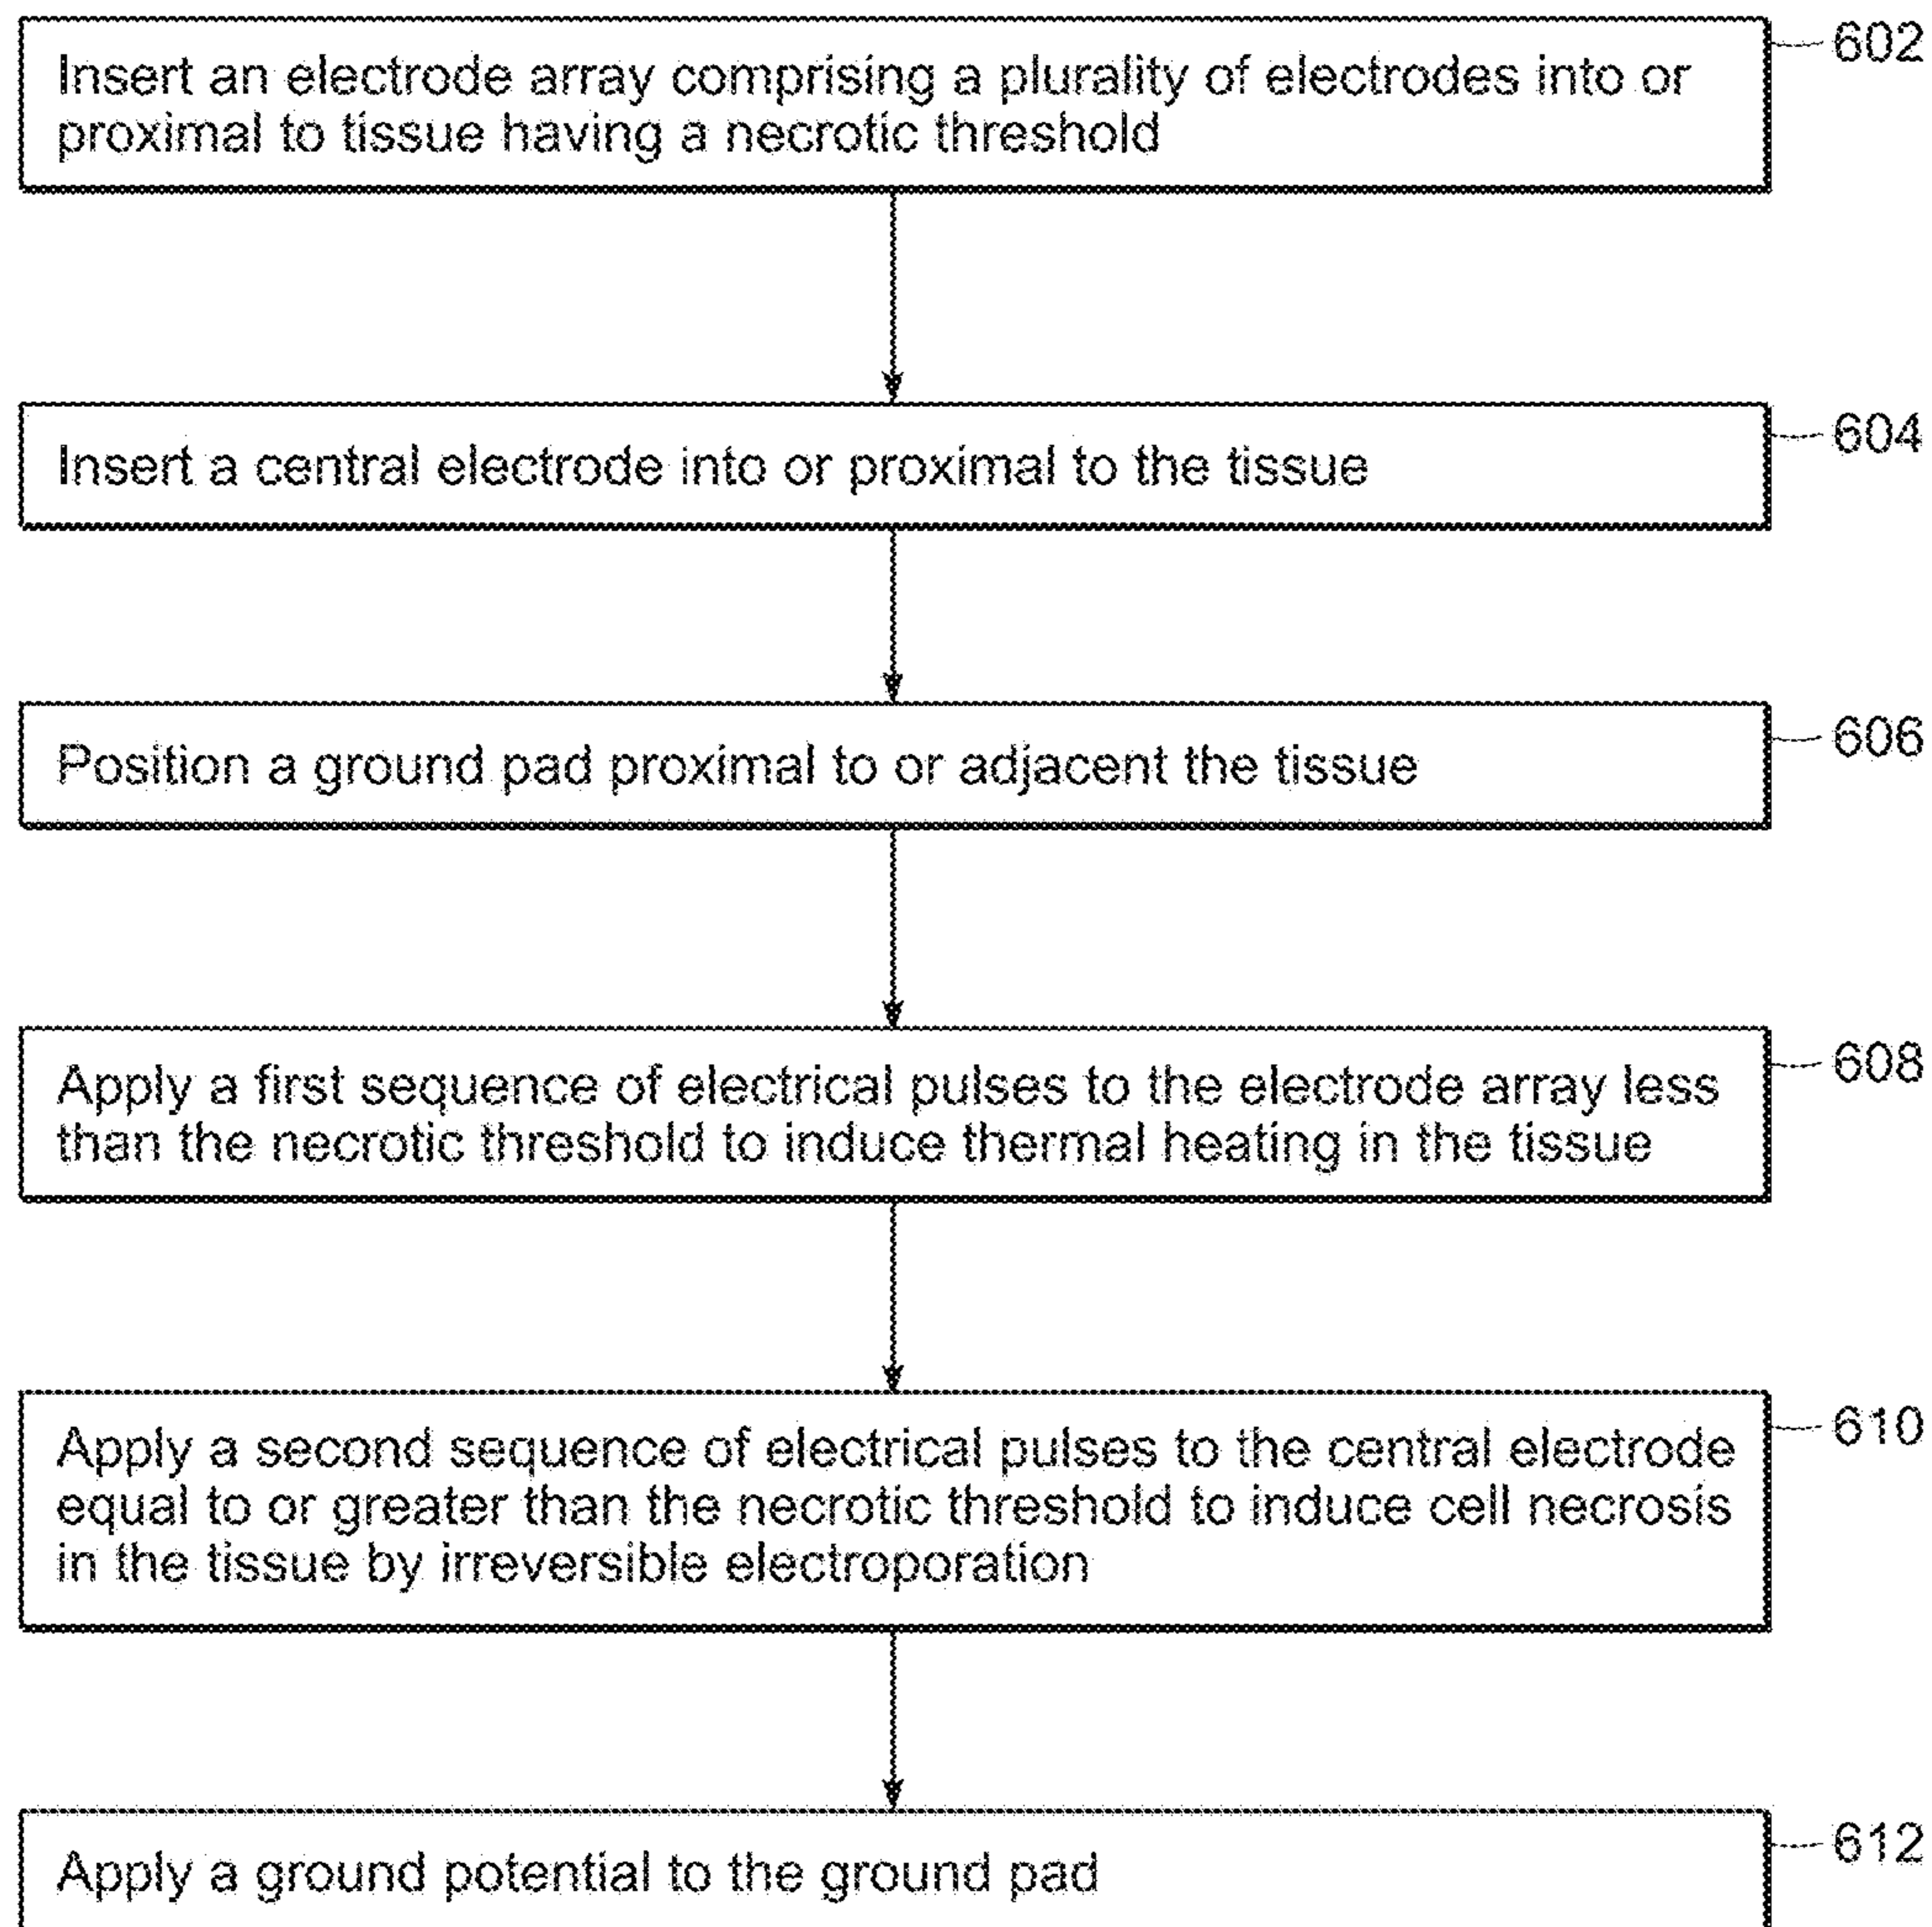 602
Insert an electrode array comprising a plurality of electrodes into or
proximal to tissue having a necrotic threshold
604
Insert a central electrode into or proximal to the tissue
606
Position a ground pad proximal to or adjacent the tissue
608
Apply a first sequence of electrical pulses to the electrode array less
than the necrotic threshold to induce thermal heating in the tissue
610
Apply a second sequence of electrical pulses to the central electrode
equal to or greater than the necrotic threshold to induce cell necrosis
in the tissue by irreversible electroporation
612
Apply a ground potential to the ground pad